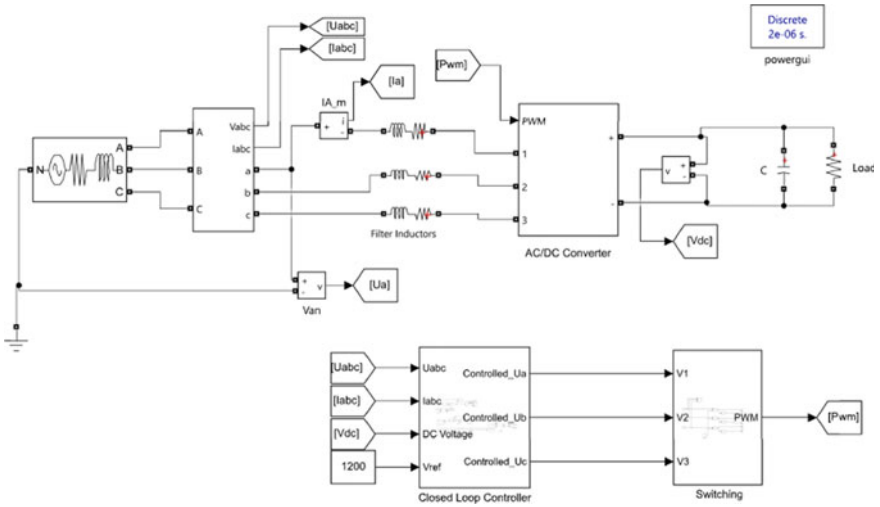 [Uabc]
[Iabc]
Discrete
2e-06 s.
powergui
[Ia]
[Pwm]
IA_m
+ i
-
A
Vabc
Iabc
PWM
N
A
B
C
B
C
a
b
c
1
2
3
+
-
v
+
-
C
Load
Filter Inductors
AC/DC Converter
[Vdc]
+
-
v
[Ua]
Van
[Uabc]
[Iabc]
[Vdc]
1200
Uabc
Iabc
DC Voltage
Vref
Controlled_Ua
Controlled_Ub
Controlled_Uc
V1
V2
V3
PWM
[Pwm]
Closed Loop Controller
Switching